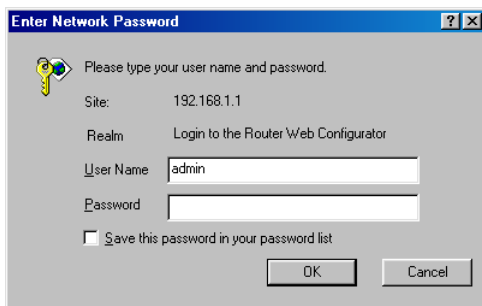 Enter Network Password
Please type your user name and password.
Site: 192.168.1.1
Realm Login to the Router Web Configurator
User Name admin
Password
Save this password in your password list
OK Cancel